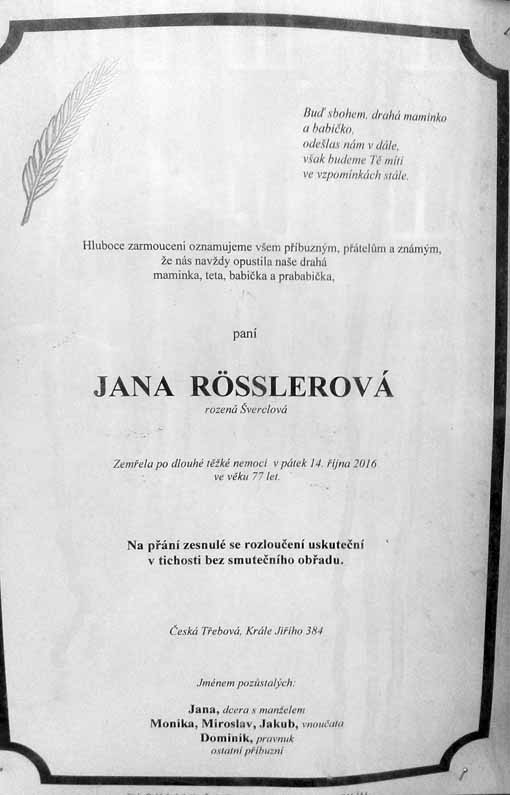 Buď sbohem, drahá maminko
a babičko,
odešlas nám v dále,
však budeme Tě míti
ve vzpomínkách stále.
Hluboce zarmoucení oznamujeme všem příbuzným, přátelům a známým,
že nás navždy opustila naše drahá
maminka, teta, babička a prababička,
paní
JANA RÖSSLEROVÁ
rozená Šverclová
Zemřela po dlouhé těžké nemoci v pátek 14. října 2016
ve věku 77 let.
Na přání zesnulé se rozloučení uskuteční
v tichosti bez smutečního obřadu.
Česká Třebová, Krále Jiřího 384
Jménem pozůstalých:
Jana, dcera s manželem
Monika, Miroslav, Jakub, vnoučata
Dominik, pravnuk
ostatní příbuzní